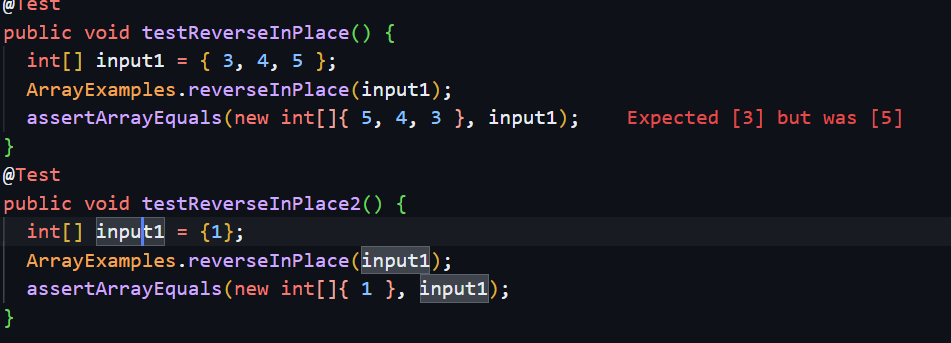 @Test
public void testReverseInPlace() {
int[] input1 = { 3, 4, 5 };
ArrayExamples.reverseInPlace(input1);
assertArrayEquals(new int[]{ 5, 4, 3 }, input1); Expected [3] but was [5]
}
@Test
public void testReverseInPlace2() {
int[] input1 = {1};
ArrayExamples.reverseInPlace(input1);
assertArrayEquals(new int[]{ 1 }, input1);
}